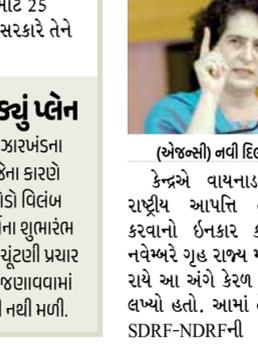 માટે 25
સરકારે તેને
પ્લેન
ઝારખંડના
કારણે
વિલંબ
શુભારંભ
ચૂંટણી પ્રચાર
જણાવવામાં
નથી મળી.
(એજન્સી) નવી
કેન્દ્રએ વાયનાડ
રાષ્ટ્રીય આપત્તિ
કરવાનો ઇનકાર
નવેમ્બરે ગૃહ રાજ્ય
રાયે આ અંગે કેરળ
લખ્યો હતો. આમાં
SDRF-NDRFની